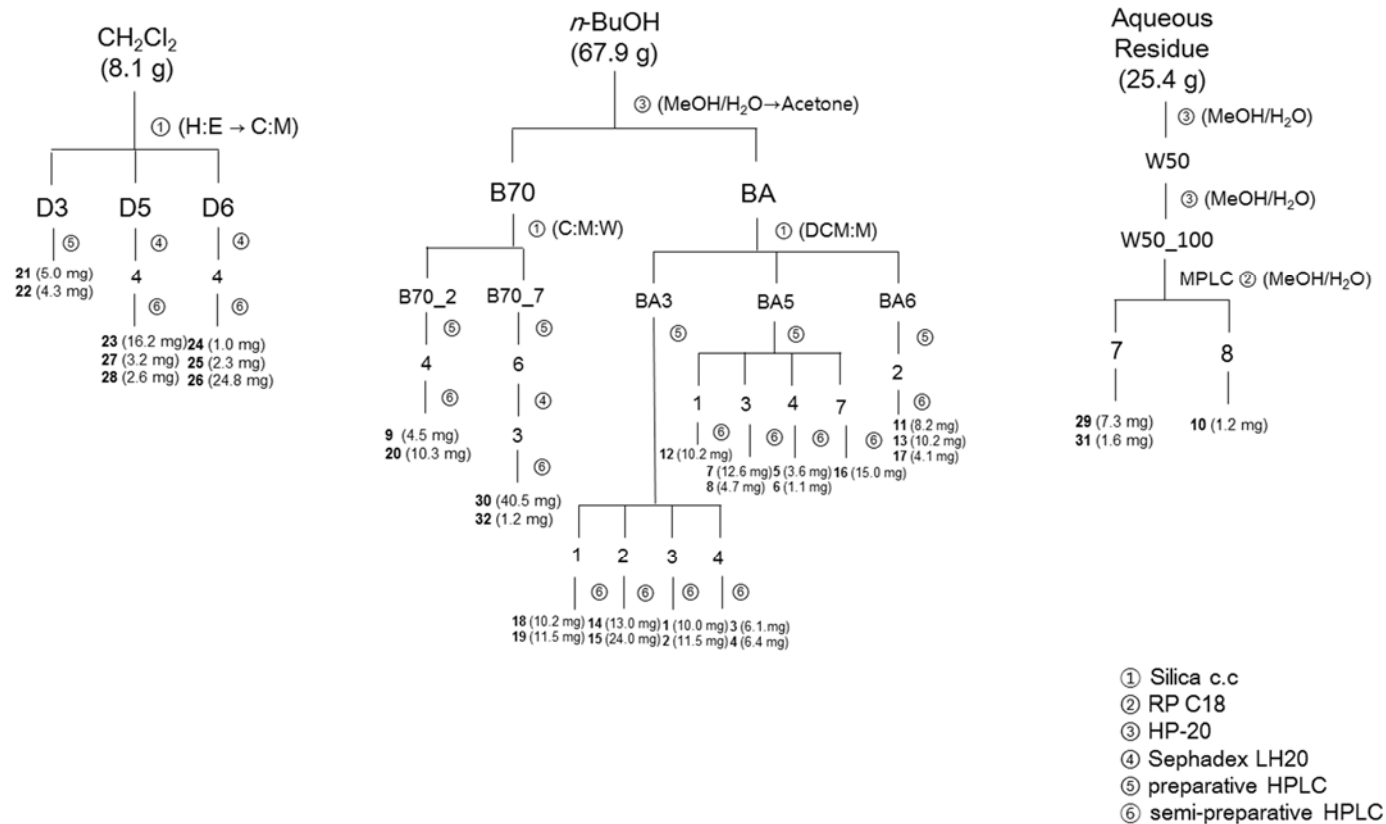 CH₂Cl₂
(8.1 g)
① (H:E → C:M)
D3
D5
D6
⑤
④
④
21 (5.0 mg)
22 (4.3 mg)
4
4
⑥
⑥
23 (16.2 mg)
27 (3.2 mg)
28 (2.6 mg)
24 (1.0 mg)
25 (2.3 mg)
26 (24.8 mg)
n-BuOH
(67.9 g)
③ (MeOH/H₂O→Acetone)
B70
BA
① (C:M:W)
① (DCM:M)
B70_2
B70_7
⑤
⑤
4
6
⑥
④
9 (4.5 mg)
20 (10.3 mg)
3
⑥
30 (40.5 mg)
32 (1.2 mg)
BA3
BA5
BA6
⑤
⑤
⑤
1
3
4
7
2
⑥
⑥
⑥
⑥
⑥
12 (10.2 mg)
7 (12.6 mg)
8 (4.7 mg)
5 (3.6 mg)
6 (1.1 mg)
16 (15.0 mg)
11 (8.2 mg)
13 (10.2 mg)
17 (4.1 mg)
1
2
3
4
⑥
⑥
⑥
⑥
18 (10.2 mg)
19 (11.5 mg)
14 (13.0 mg)
15 (24.0 mg)
1 (10.0 mg)
2 (11.5 mg)
3 (6.1.mg)
4 (6.4 mg)
Aqueous
Residue
(25.4 g)
③ (MeOH/H₂O)
W50
③ (MeOH/H₂O)
W50_100
MPLC ② (MeOH/H₂O)
7
8
29 (7.3 mg)
31 (1.6 mg)
10 (1.2 mg)
① Silica c.c
② RP C18
③ HP-20
④ Sephadex LH20
⑤ preparative HPLC
⑥ semi-preparative HPLC